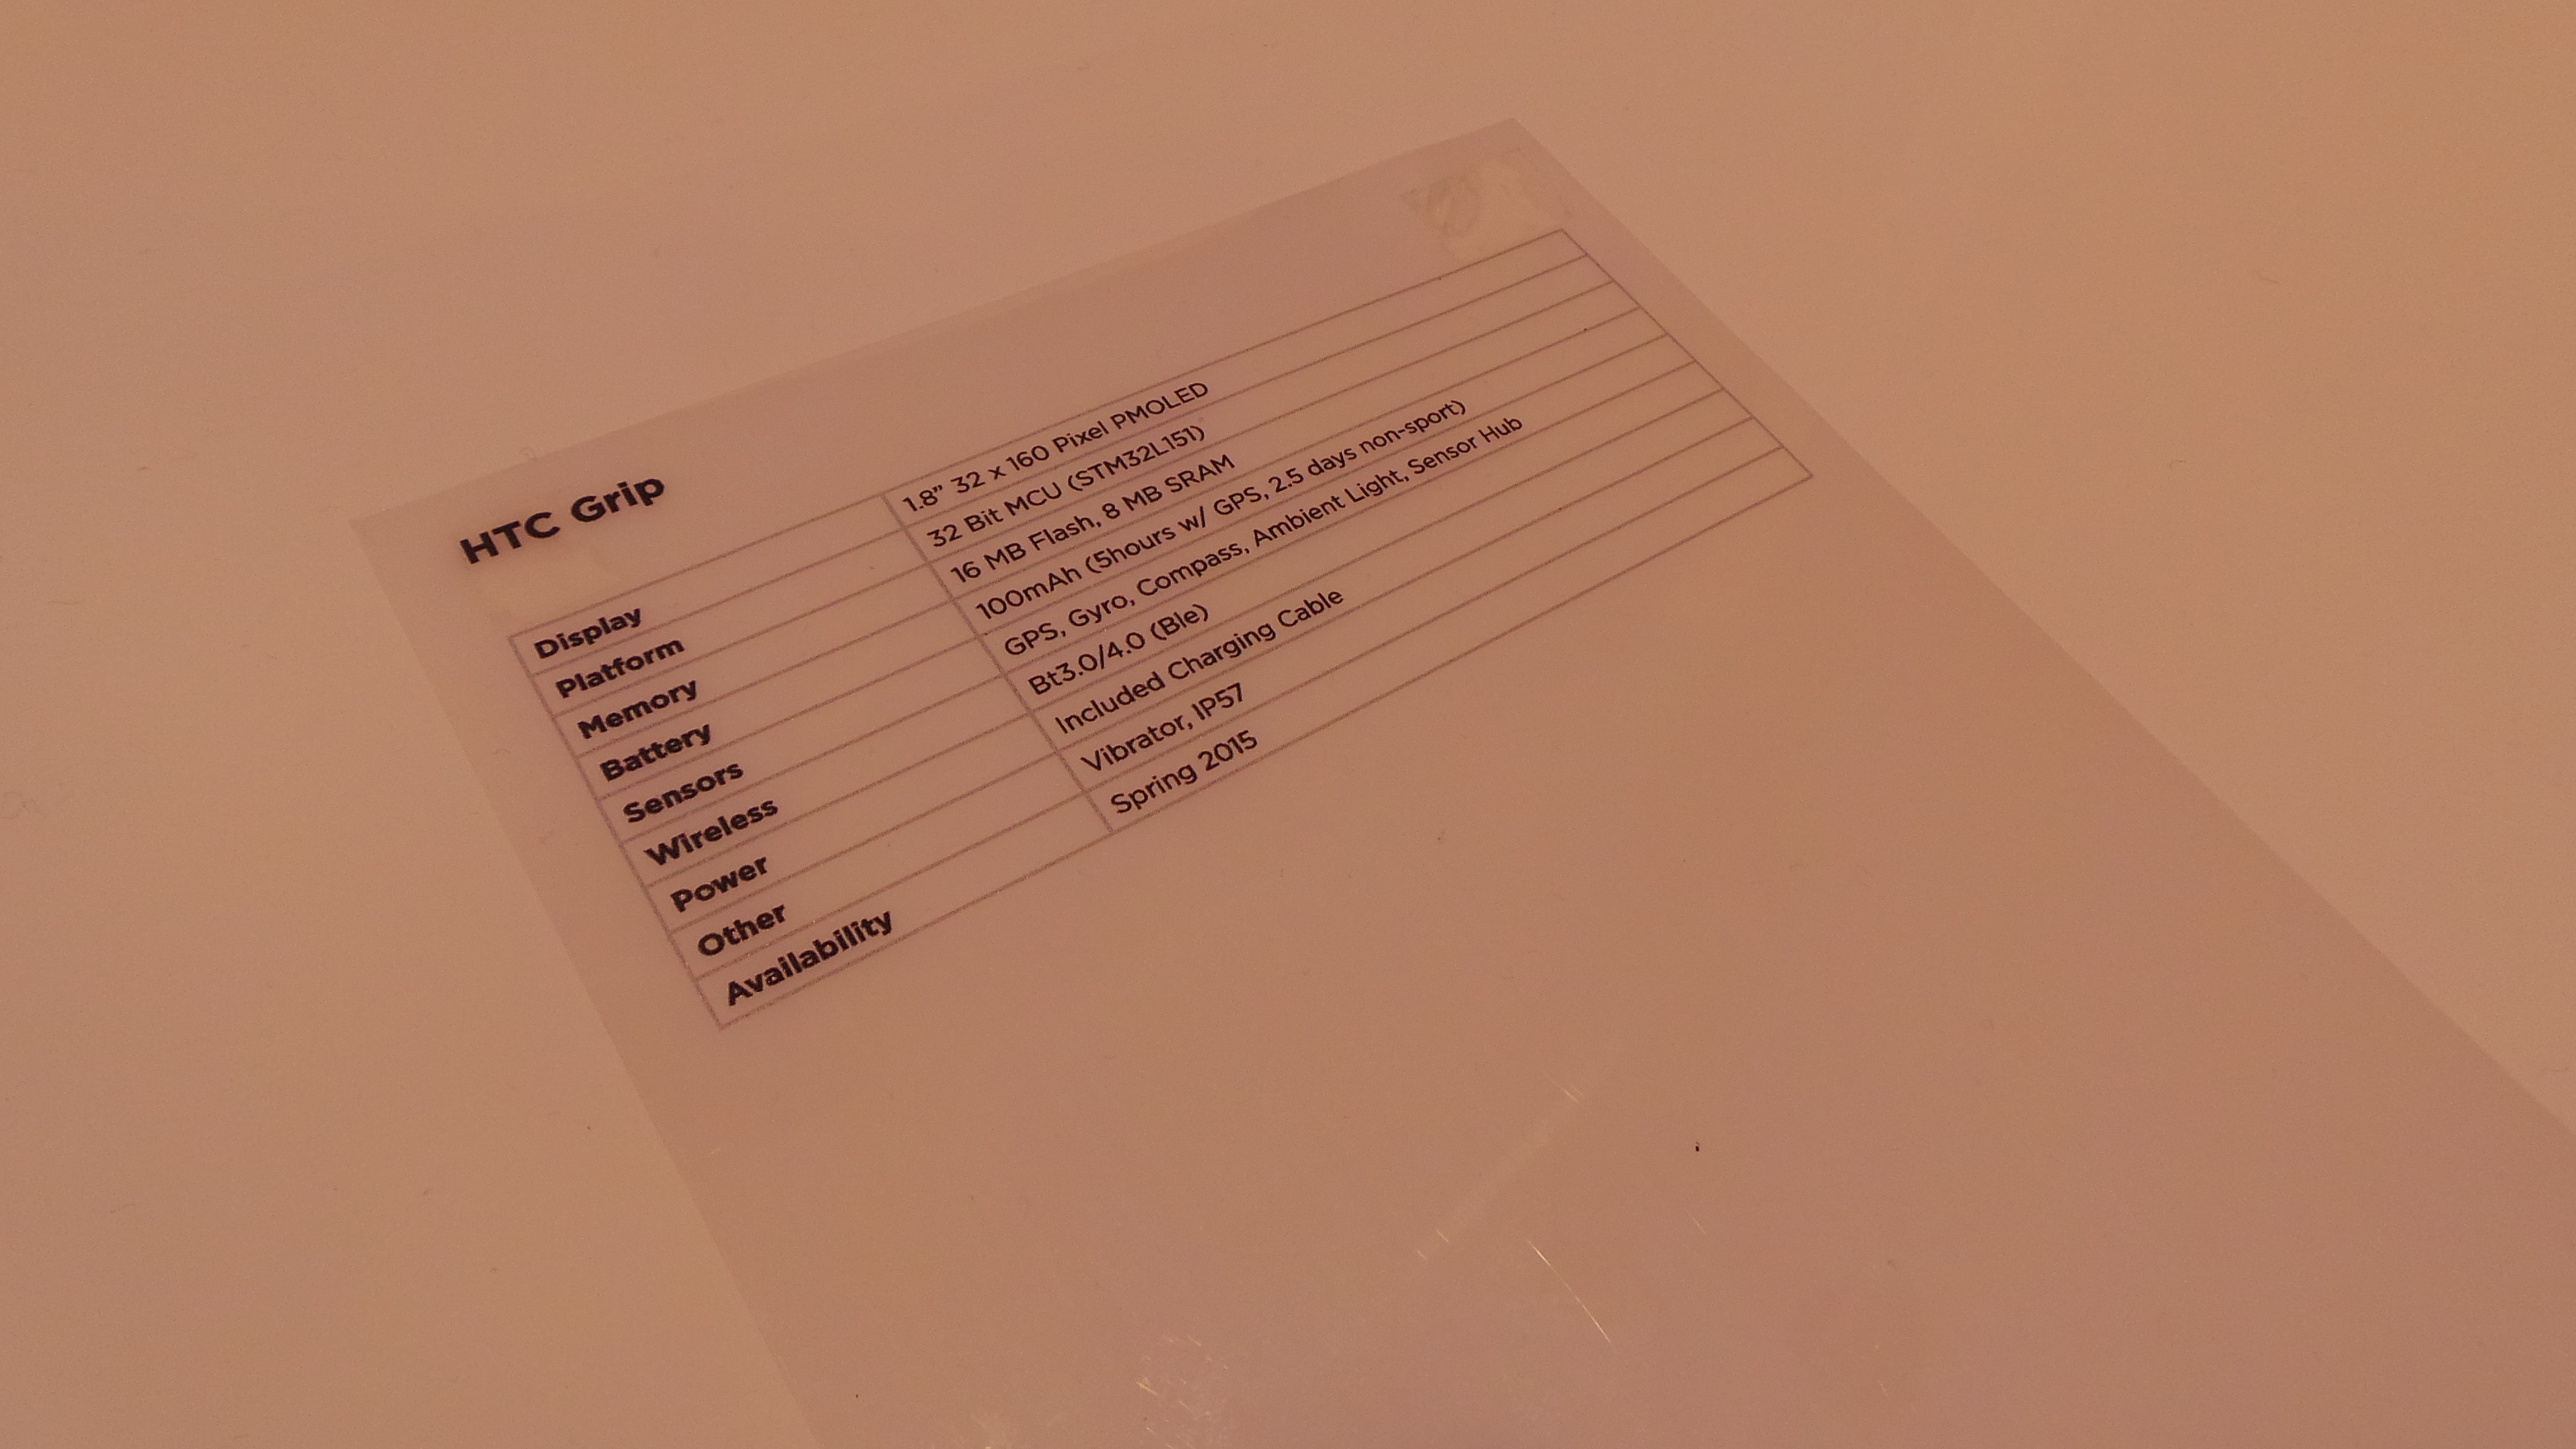 HTC Grip
Display 1.8” 32 x 160 Pixel PMOLED
Platform 32 Bit MCU (STM32L151)
Memory 16 MB Flash, 8 MB SRAM
Battery 100mAh (5hours w/ GPS, 2.5 days non-sport)
Sensors GPS, Gyro, Compass, Ambient Light, Sensor Hub
Wireless Bt3.0/4.0 (Ble)
Power Included Charging Cable
Other Vibrator, IP57
Availability Spring 2015